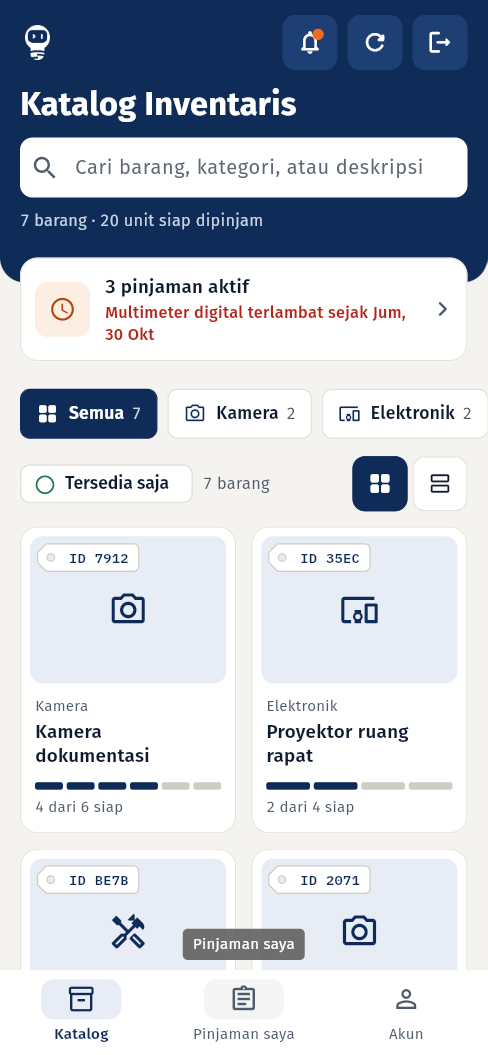 Katalog Inventaris
Cari barang, kategori, atau deskripsi
7 barang · 20 unit siap dipinjam
3 pinjaman aktif
Multimeter digital terlambat sejak Jum,
30 Okt
Semua 7
Kamera 2
Elektronik 2
Tersedia saja
7 barang
ID 7912
ID 35EC
Kamera
Elektronik
Kamera
dokumentasi
Proyektor ruang
rapat
4 dari 6 siap
2 dari 4 siap
ID BE7B
ID 2071
Pinjaman saya
Katalog
Pinjaman saya
Akun